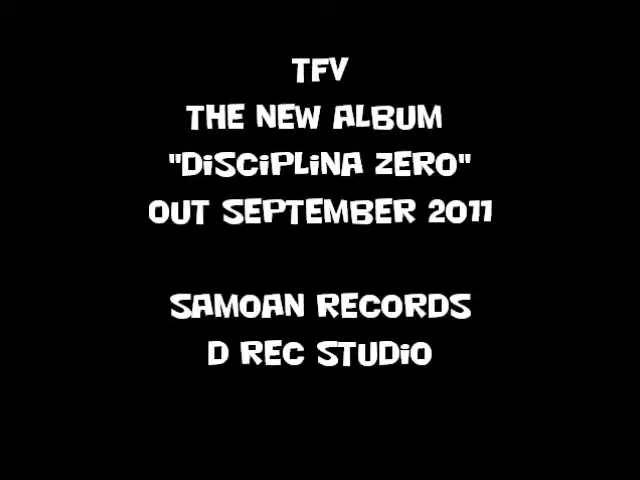 TFV
THE NEW ALBUM
"DiSCiPLiNA ZERO"
OUT SEPTEMBER 2011
SAMOAN RECORDS
D REC STUDiO